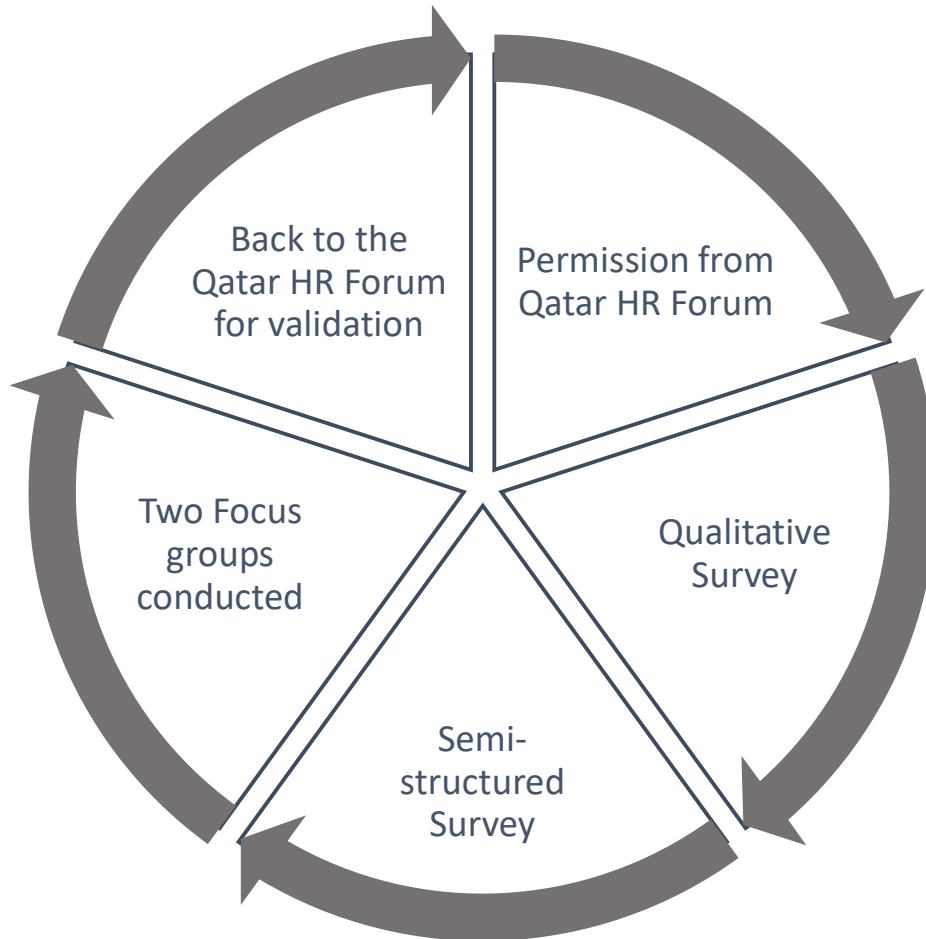 Permission from
Qatar HR Forum
Qualitative
Survey
Semi-
structured
Survey
Two Focus
groups
conducted
Back to the
Qatar HR Forum
for validation